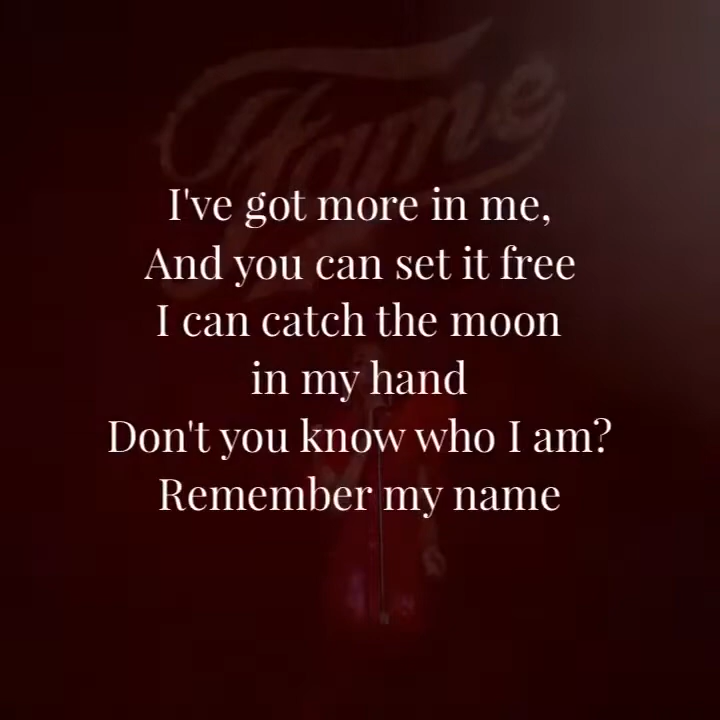 Fame
I've got more in me,
And you can set it free
I can catch the moon
in my hand
Don't you know who I am?
Remember my name